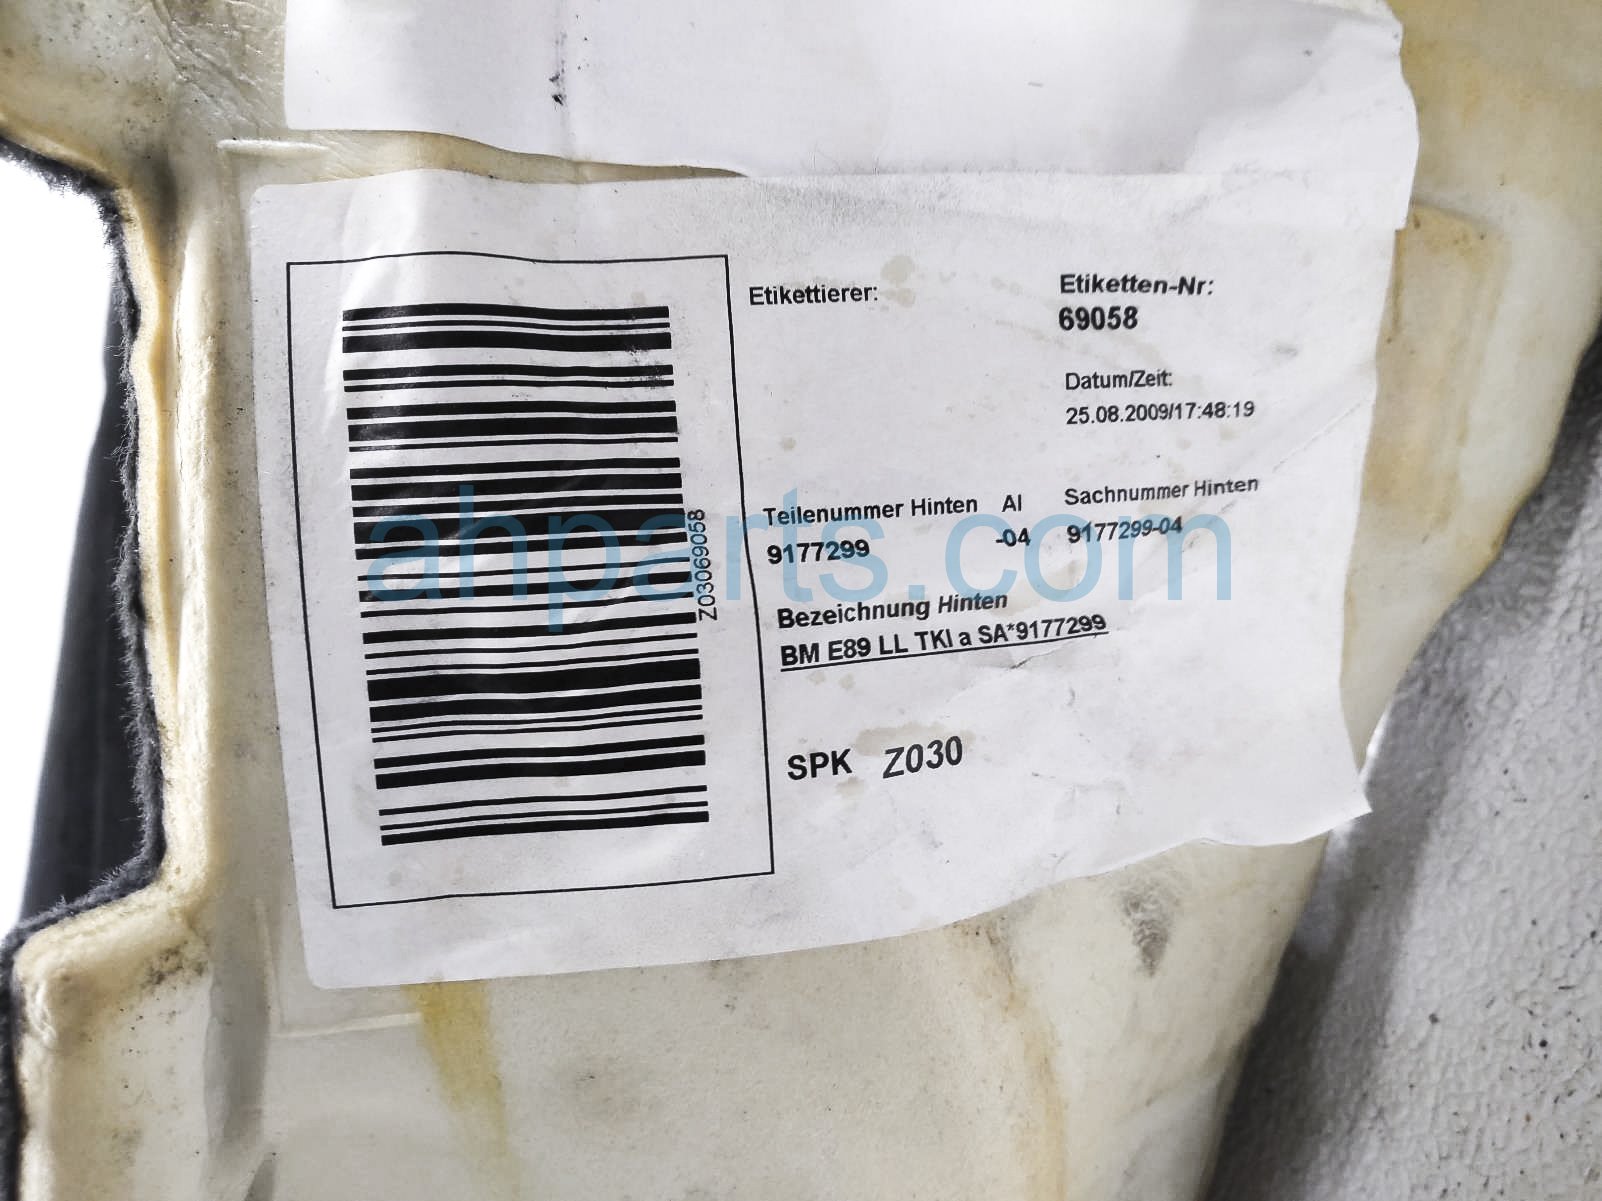 Etikettierer:
Etiketten-Nr:
69058
Datum/Zeit:
25.08.2009/17:48:19
Teilenummer Hinten AI Sachnummer Hinten
9177299 -04 9177299-04
Bezeichnung Hinten
BM E89 LL TKI a SA*9177299
SPK Z030
Z03069058
ahparts.com